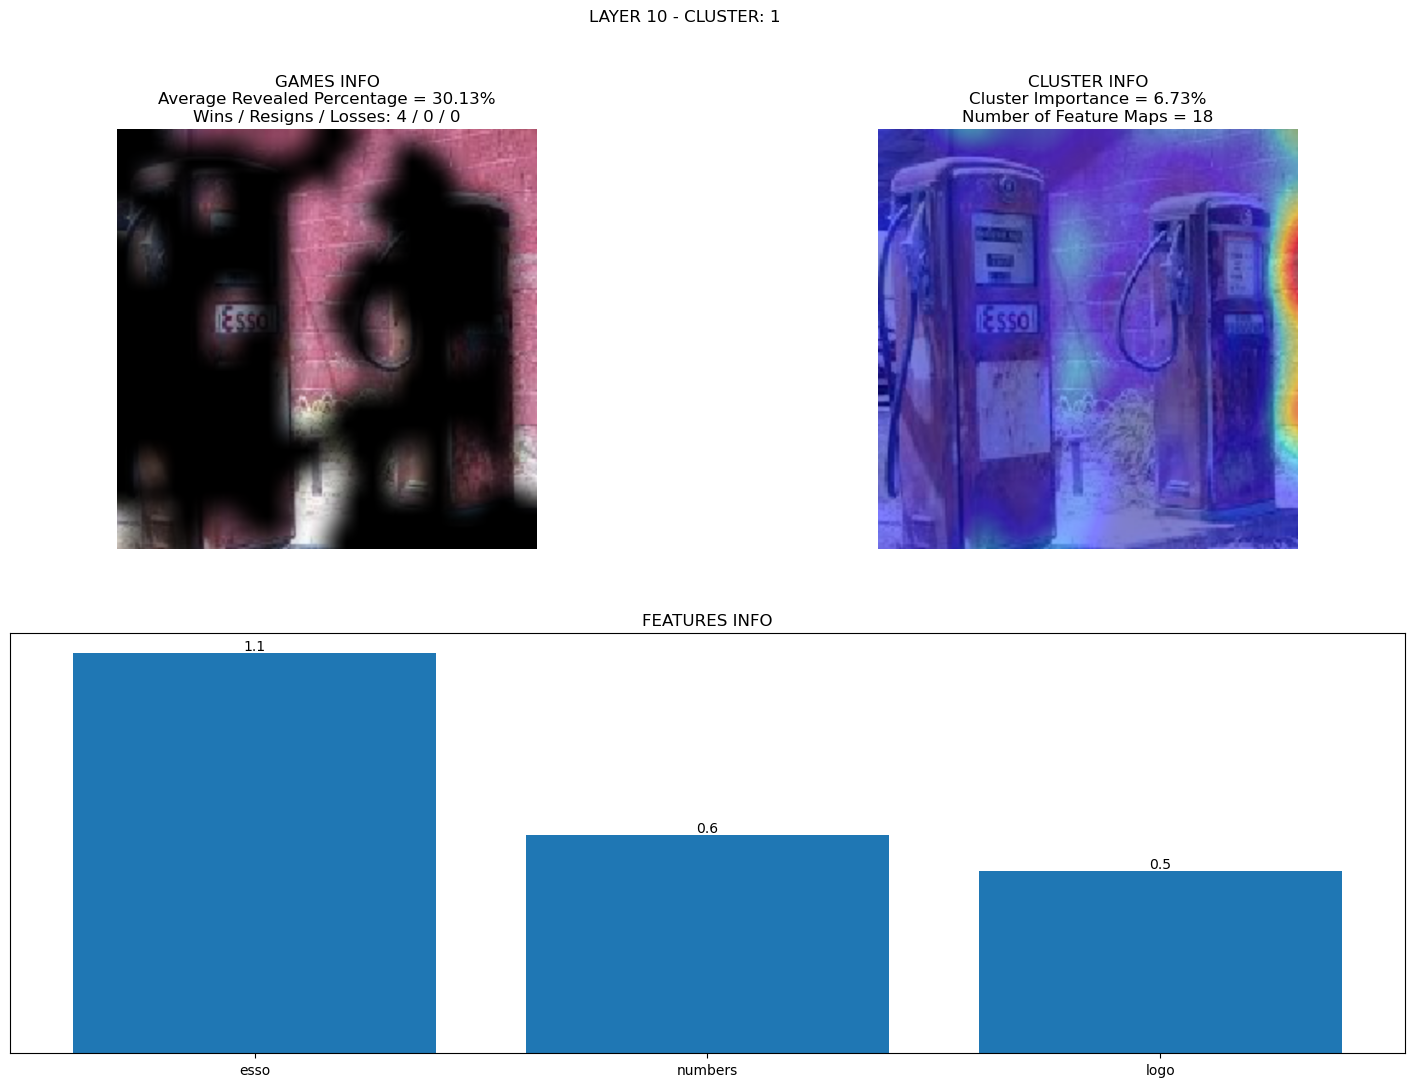 LAYER 10 - CLUSTER: 1
GAMES INFO
Average Revealed Percentage = 30.13%
Wins / Resigns / Losses: 4 / 0 / 0
ESSO
CLUSTER INFO
Cluster Importance = 6.73%
Number of Feature Maps = 18
ESSO
FEATURES INFO
1.1
0.6
0.5
esso
numbers
logo